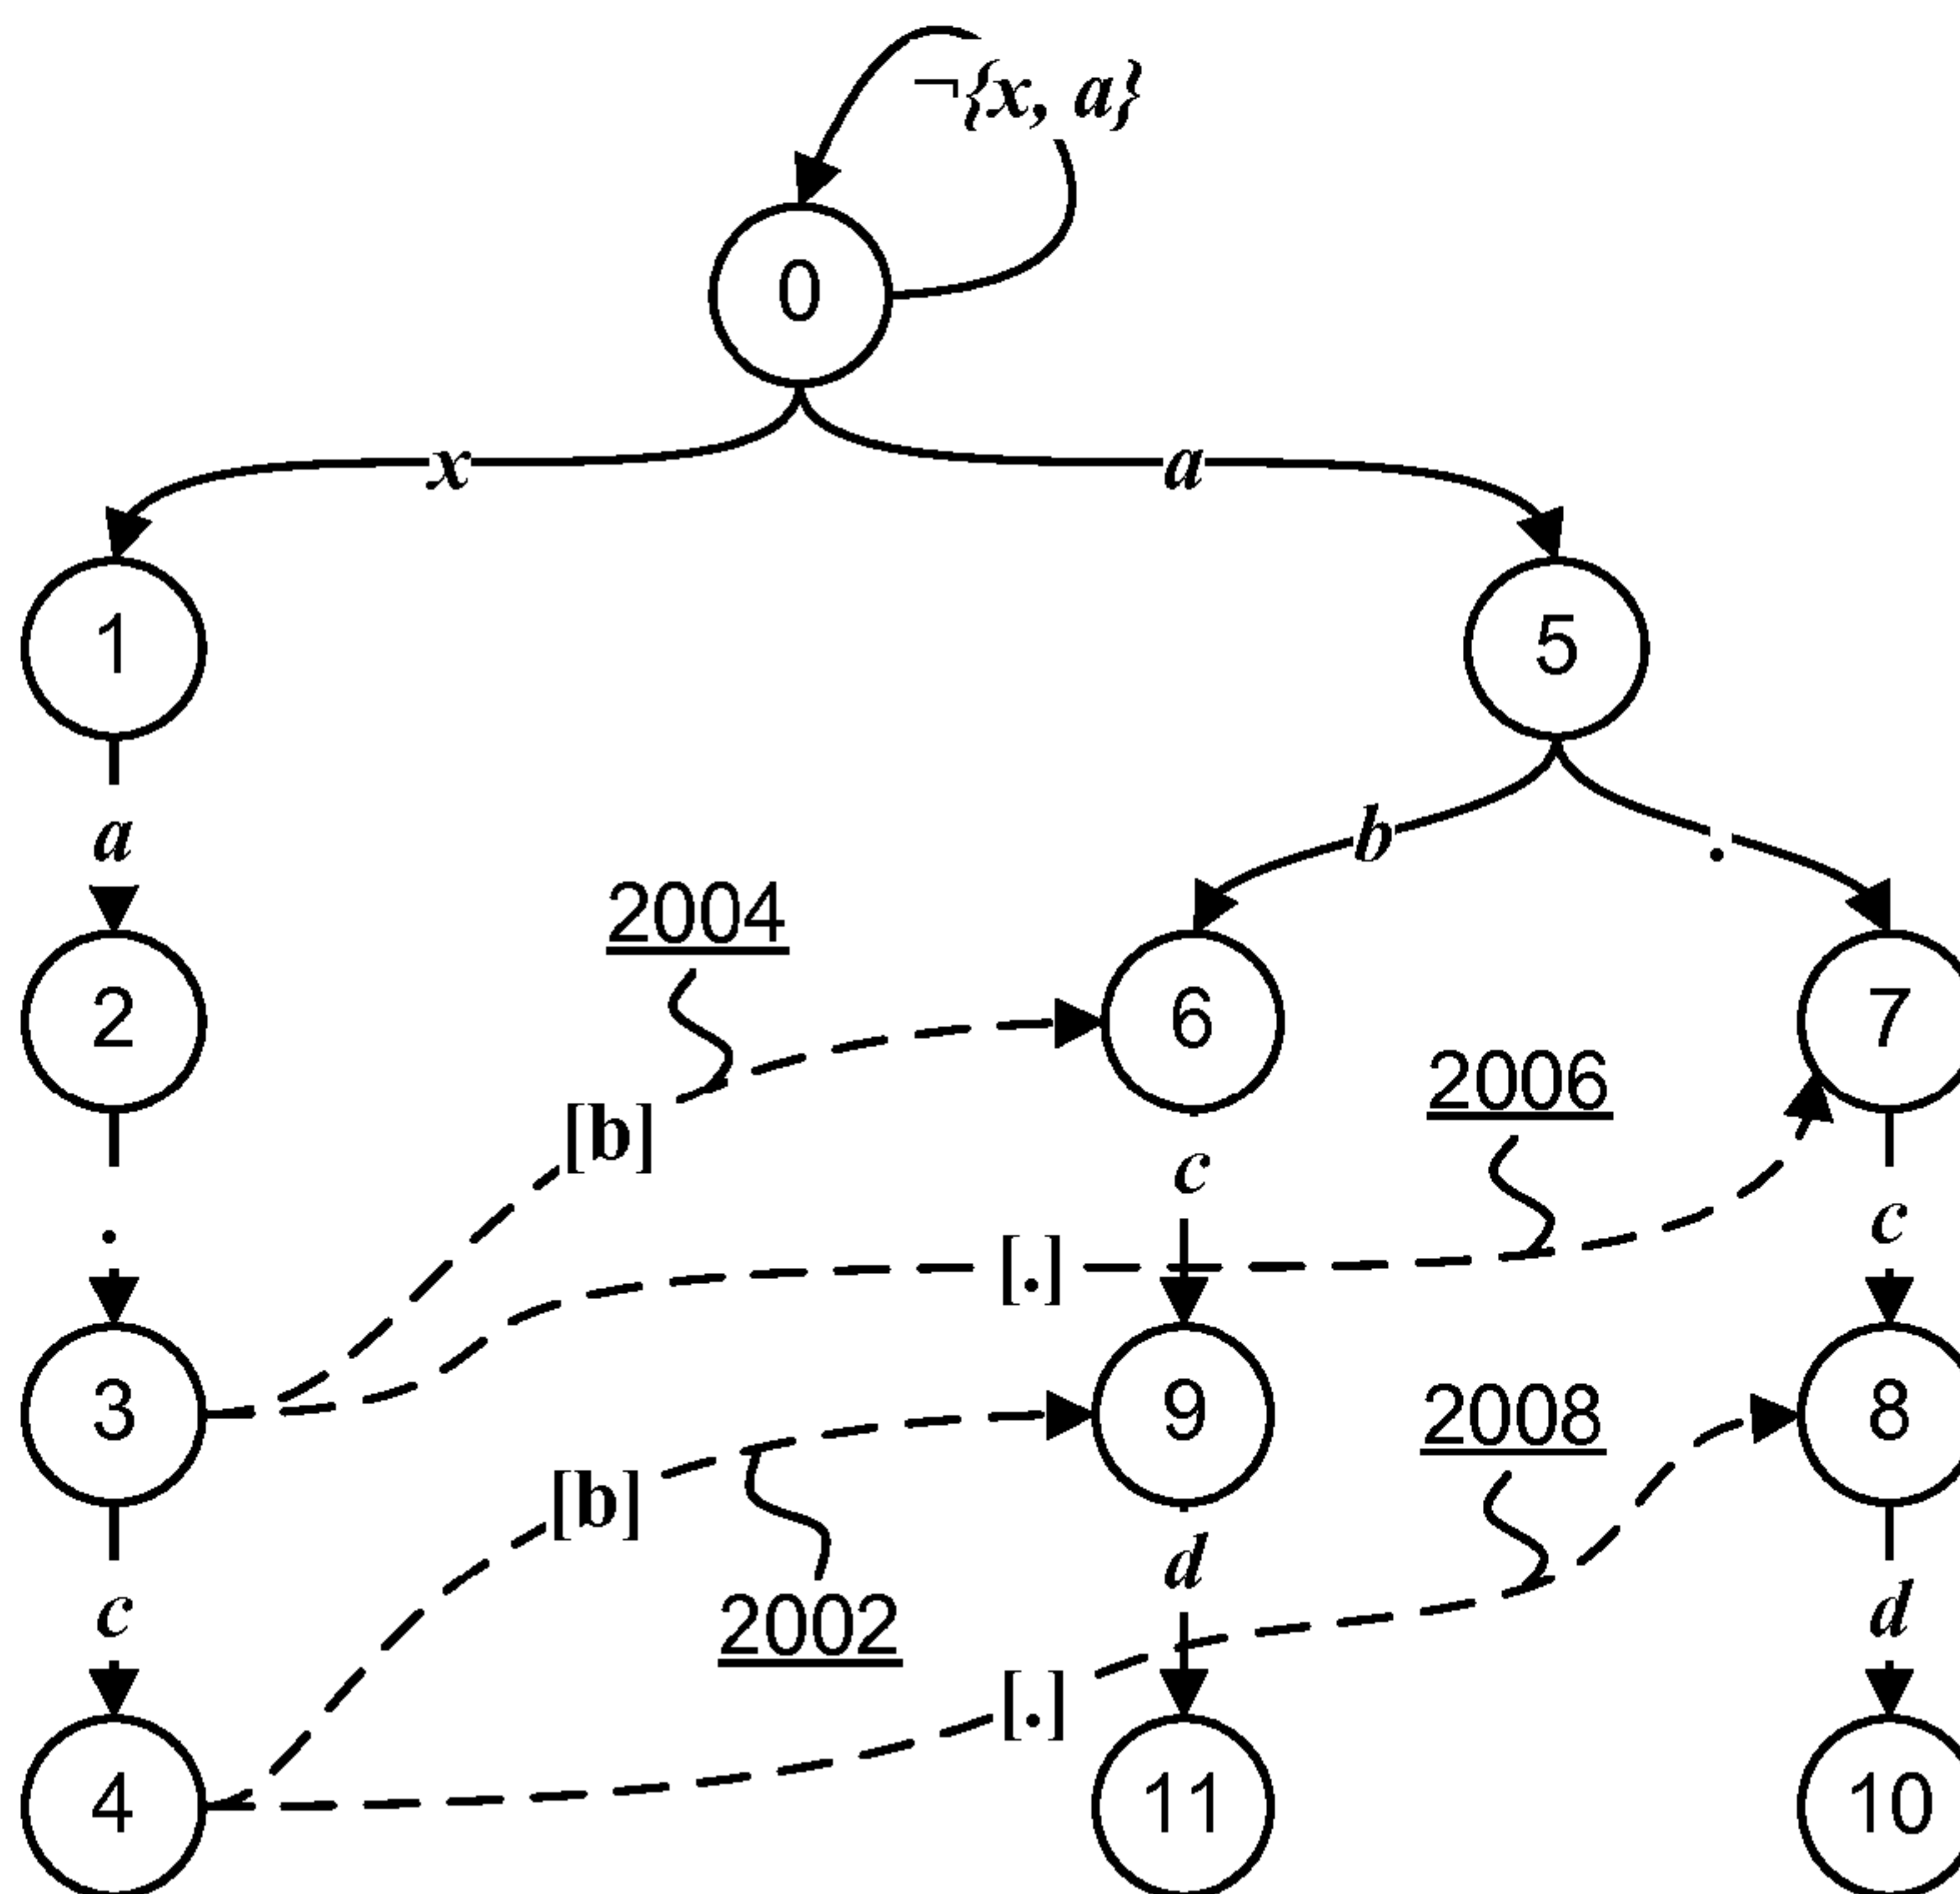 ¬{x, a}
0
x a
1 5
a b .
2004
2 6 7
2006
[b]
c c
. [.]
3 9 8
2008
[b]
d
c 2002 d
[.]
4 11 10